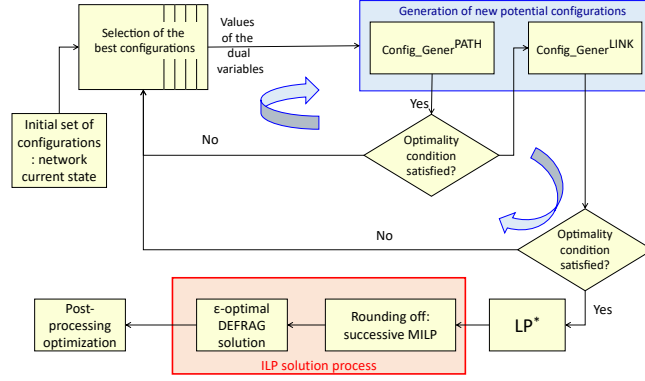 Selection of the
best configurations
Values
of the
dual
variables
Generation of new potential configurations
Config_Gener^PATH
Config_Gener^LINK
Initial set of
configurations
: network
current state
Yes
No
Optimality
condition
satisfied?
No
Optimality
condition
satisfied?
Yes
Post-
processing
optimization
ε-optimal
DEFRAG
solution
Rounding off:
successive MILP
LP*
ILP solution process